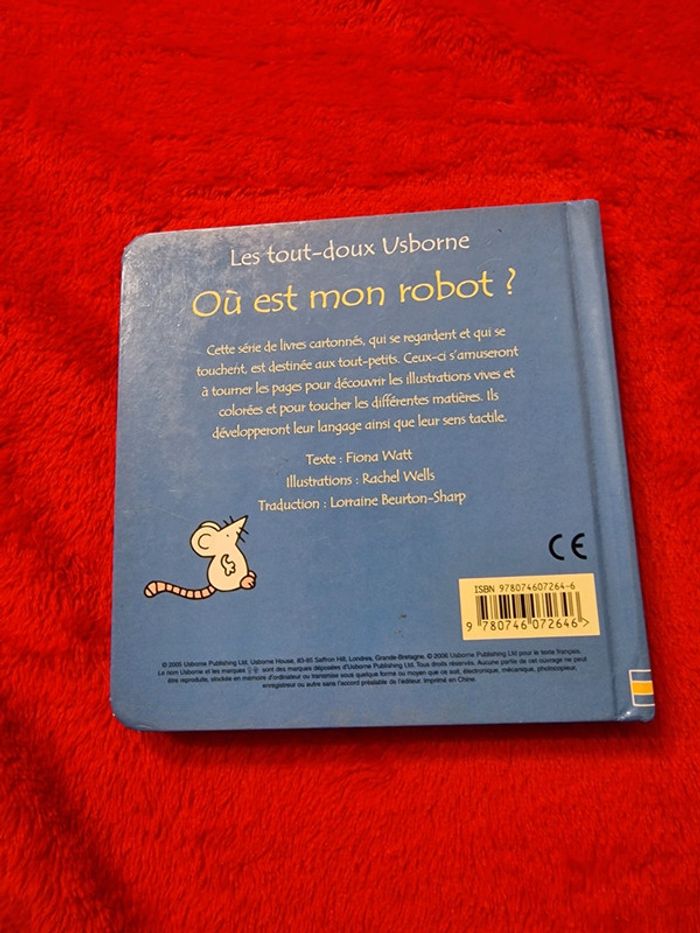 Les tout-doux Usborne
Où est mon robot ?
Cette série de livres cartonnés, qui se regardent et qui se
touchent, est destinée aux tout-petits. Ceux-ci s'amuseront
à tourner les pages pour découvrir les illustrations vives et
colorées et pour toucher les différentes matières. Ils
développeront leur langage ainsi que leur sens tactile.
Texte : Fiona Watt
Illustrations : Rachel Wells
Traduction : Lorraine Beurton-Sharp
CE
ISBN 978074607264-6
9 780746 072646 >
© 2005 Usborne Publishing Ltd, Usborne House, 83-85 Saffron Hill, Londres, Grande-Bretagne. © 2006 Usborne Publishing Ltd pour le texte français.
Le nom Usborne et les marques sont des marques déposées d'Usborne Publishing Ltd. Tous droits réservés. Aucune partie de cet ouvrage ne peut
être reproduite, stockée en mémoire d'ordinateur ou transmise sous quelque forme ou moyen que ce soit, électronique, mécanique, photocopieur,
enregistreur ou autre sans l'accord préalable de l'éditeur. Imprimé en Chine.